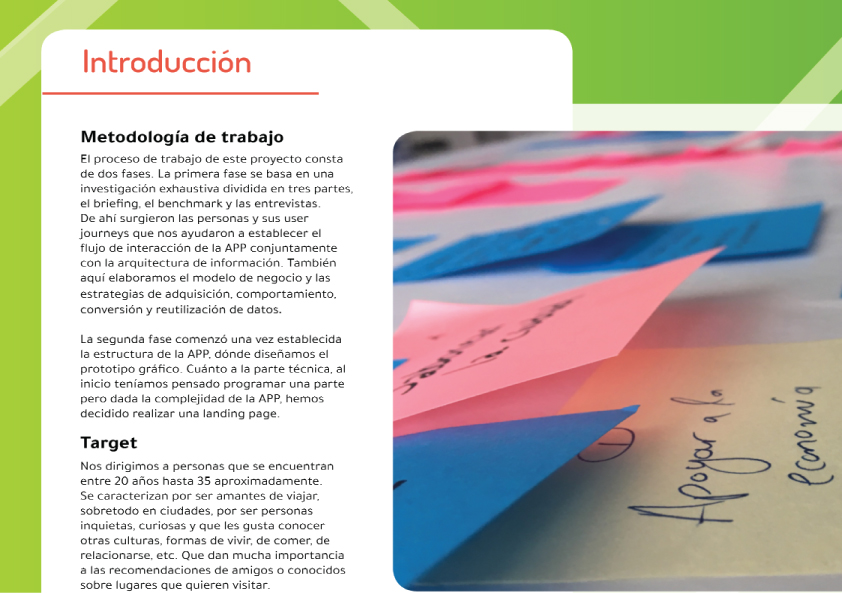 Introducción
Metodología de trabajo
El proceso de trabajo de este proyecto consta
de dos fases. La primera fase se basa en una
investigación exhaustiva dividida en tres partes,
el briefing, el benchmark y las entrevistas.
De ahí surgieron las personas y sus user
journeys que nos ayudaron a establecer el
flujo de interacción de la APP conjuntamente
con la arquitectura de información. También
aquí elaboramos el modelo de negocio y las
estrategias de adquisición, comportamiento,
conversión y reutilización de datos.
La segunda fase comenzó una vez establecida
la estructura de la APP, dónde diseñamos el
prototipo gráfico. Cuánto a la parte técnica, al
inicio teníamos pensado programar una parte
pero dada la complejidad de la APP, hemos
decidido realizar una landing page.
Target
Nos dirigimos a personas que se encuentran
entre 20 años hasta 35 aproximadamente.
Se caracterizan por ser amantes de viajar,
sobretodo en ciudades, por ser personas
inquietas, curiosas y que les gusta conocer
otras culturas, formas de vivir, de comer, de
relacionarse, etc. Que dan mucha importancia
a las recomendaciones de amigos o conocidos
sobre lugares que quieren visitar.
1
Apoyar a la
economía